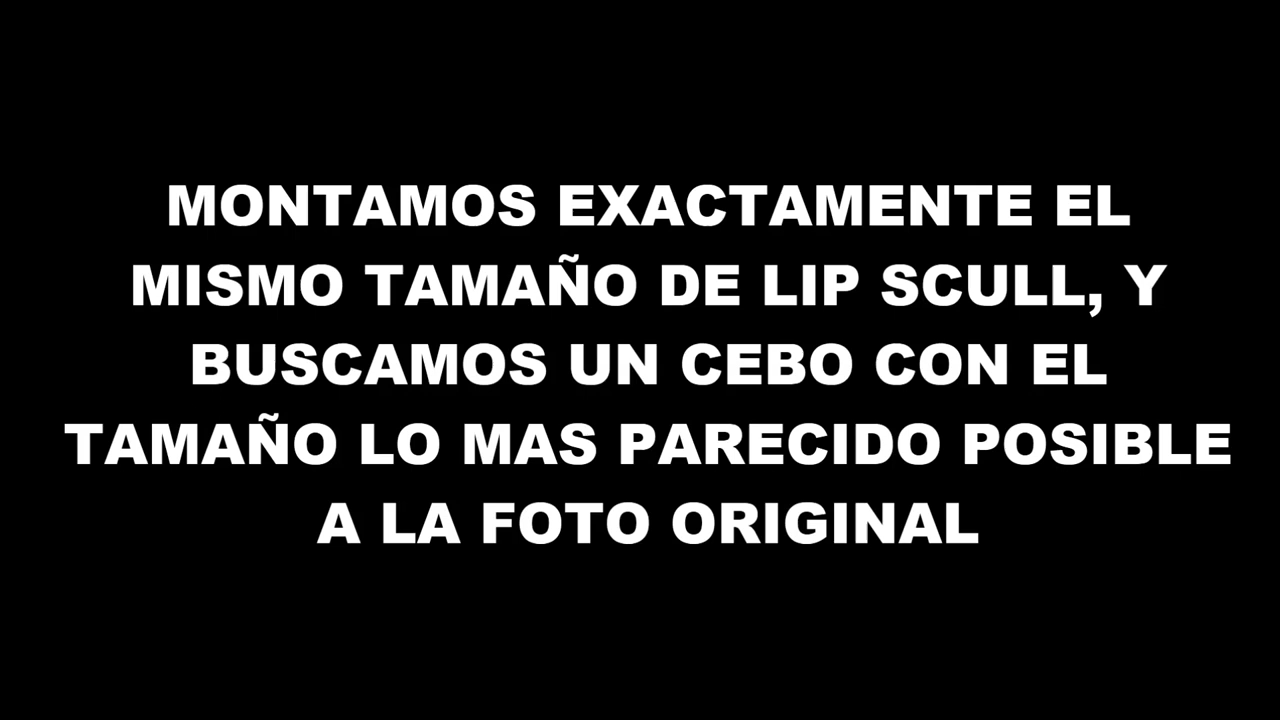 MONTAMOS EXACTAMENTE EL
MISMO TAMAÑO DE LIP SCULL, Y
BUSCAMOS UN CEBO CON EL
TAMAÑO LO MAS PARECIDO POSIBLE
A LA FOTO ORIGINAL